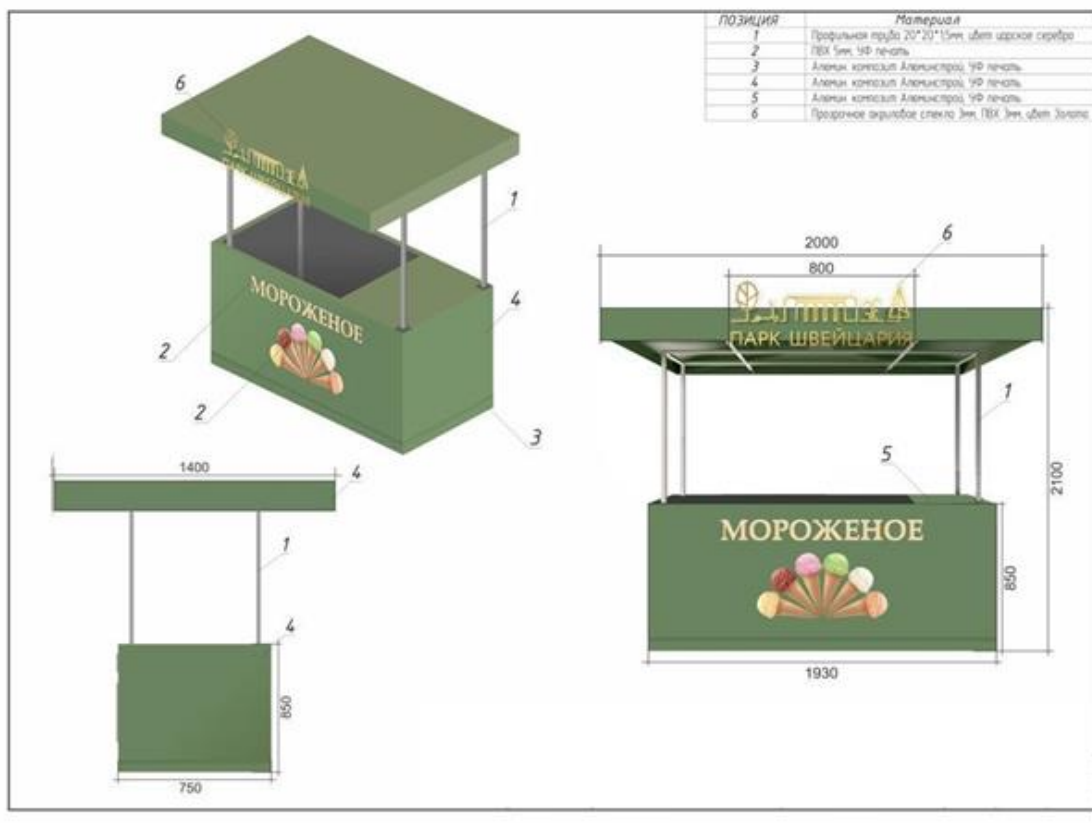 ПОЗИЦИЯ Материал
1 Профильная труба 20*20*1,5мм, цвет царское серебро
2 ПВХ 5мм, УФ печать
3 Алюмин. композит Алюминстрой, УФ печать
4 Алюмин. композит Алюминстрой, УФ печать
5 Алюмин. композит Алюминстрой, УФ печать
6 Прозрачное акриловое стекло 3мм, ПВХ 3мм, цвет Золото
6
ПАРК ШВЕЙЦАРИЯ
1
МОРОЖЕНОЕ
4
2
2
3
1400
4
1
4
850
750
6
2000
800
ПАРК ШВЕЙЦАРИЯ
1
5
2100
МОРОЖЕНОЕ
850
1930